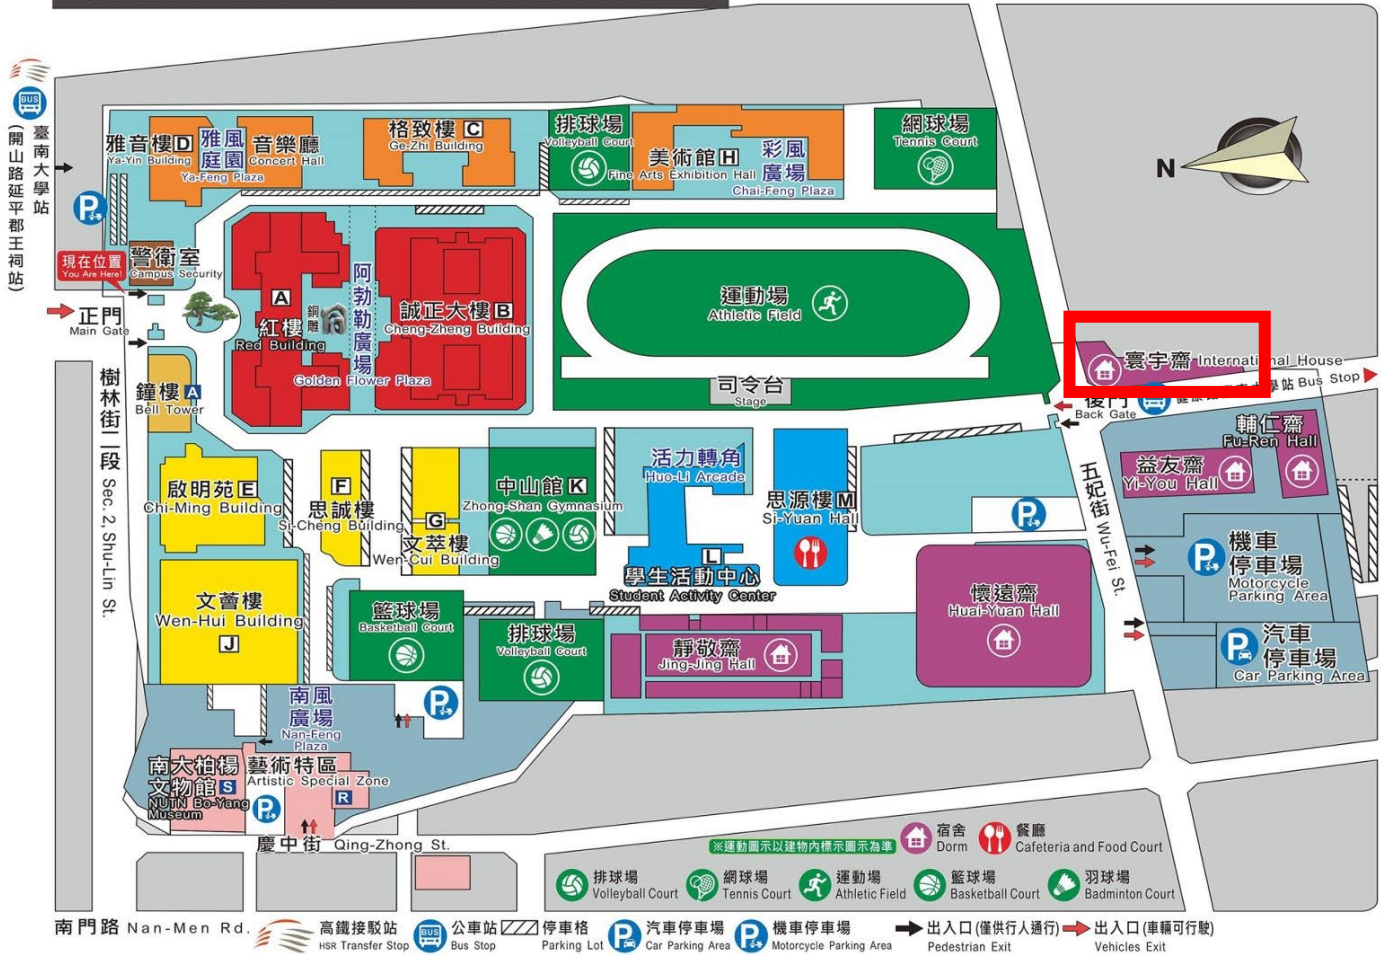 BUS
臺南大學站
(開山路延平郡王祠站)
雅音樓 D
Ya-Yin Building
雅風庭園
Ya-Feng Plaza
音樂廳
Concert Hall
格致樓 C
Ge-Zhi Building
排球場
Volleyball Court
美術館 H
Fine Arts Exhibition Hall
彩風廣場
Chai-Feng Plaza
網球場
Tennis Court
N
P
警衛室
Campus Security
現在位置
You Are Here!
正門
Main Gate
A
紅樓
Red Building
銅雕
阿勃勒廣場
Golden Flower Plaza
誠正大樓 B
Cheng-Zheng Building
運動場
Athletic Field
司令台
Stage
寰宇齋 International House
學站 Bus Stop
後門
Back Gate
鐘樓 A
Bell Tower
樹林街二段 Sec. 2, Shu-Lin St.
啟明苑 E
Chi-Ming Building
F
思誠樓
Si-Cheng Building
G
文萃樓
Wen-Cui Building
中山館 K
Zhong-Shan Gymnasium
活力轉角
Huo-Li Arcade
L
學生活動中心
Student Activity Center
思源樓 M
Si-Yuan Hall
P
五妃街 Wu-Fei St.
益友齋
Yi-You Hall
輔仁齋
Fu-Ren Hall
P
機車
停車場
Motorcycle
Parking Area
P
汽車
停車場
Car Parking Area
文薈樓
Wen-Hui Building
J
籃球場
Basketball Court
排球場
Volleyball Court
靜敬齋
Jing-Jing Hall
懷遠齋
Huai-Yuan Hall
P
南風
廣場
Nan-Feng
Plaza
南大柏楊
文物館 S
NUTN Bo-Yang
Museum
藝術特區
Artistic Special Zone
R
P
慶中街 Qing-Zhong St.
※運動圖示以建物內標示圖示為準
宿舍
Dorm
餐廳
Cafeteria and Food Court
排球場
Volleyball Court
網球場
Tennis Court
運動場
Athletic Field
籃球場
Basketball Court
羽球場
Badminton Court
南門路 Nan-Men Rd.
高鐵接駁站
HSR Transfer Stop
BUS
公車站
Bus Stop
停車格
Parking Lot
P
汽車停車場
Car Parking Area
P
機車停車場
Motorcycle Parking Area
出入口(僅供行人通行)
Pedestrian Exit
出入口(車輛可行駛)
Vehicles Exit